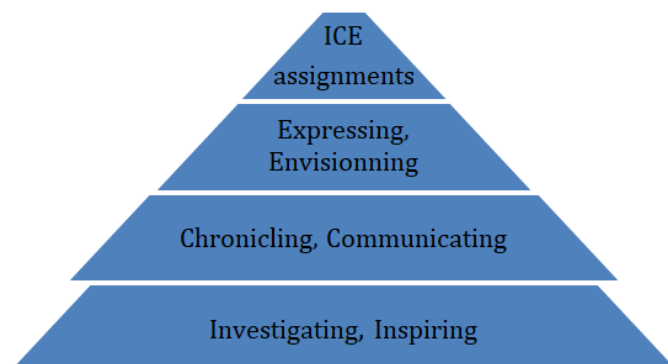 ICE
assignments
Expressing,
Envisionning
Chronicling, Communicating
Investigating, Inspiring